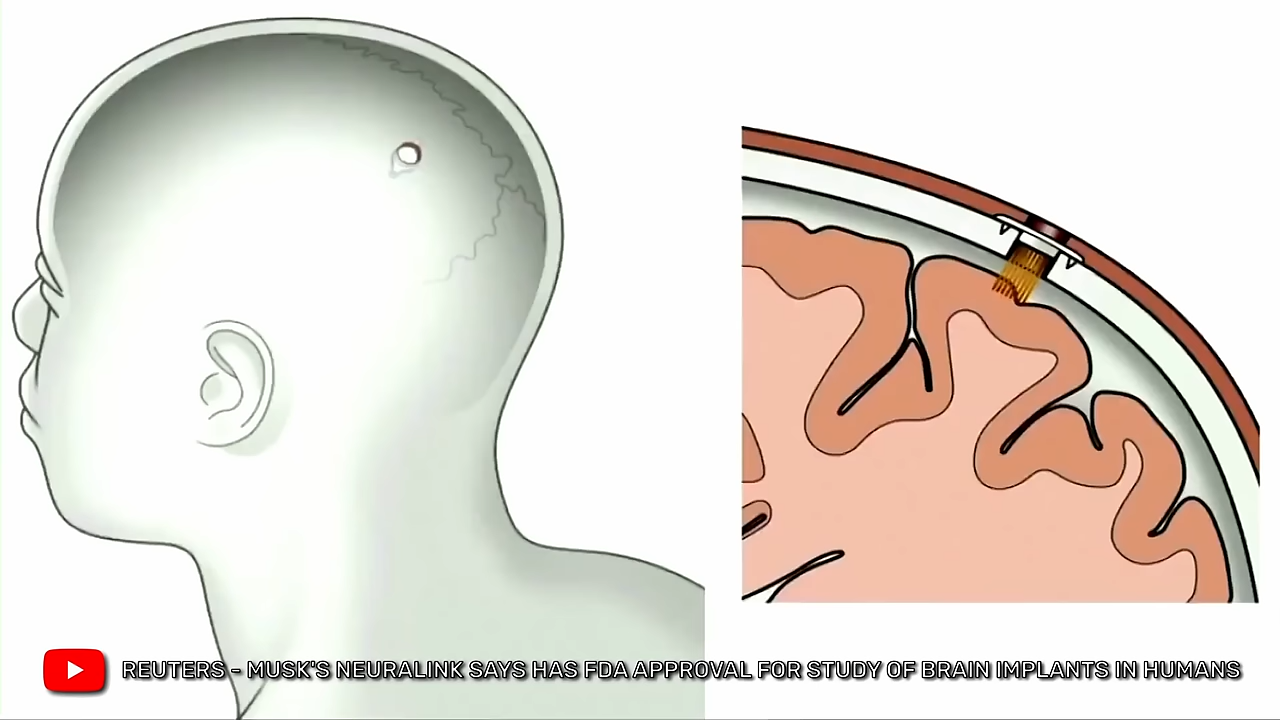 REUTERS - MUSK'S NEURALINK SAYS HAS FDA APPROVAL FOR STUDY OF BRAIN IMPLANTS IN HUMANS